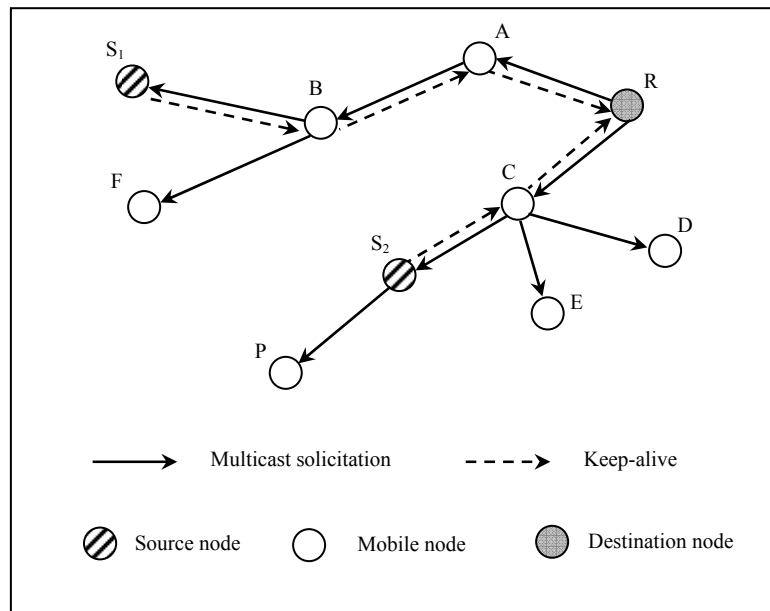 A
S₁
B
R
F
C
D
S₂
E
P
Multicast solicitation Keep-alive
Source node Mobile node Destination node